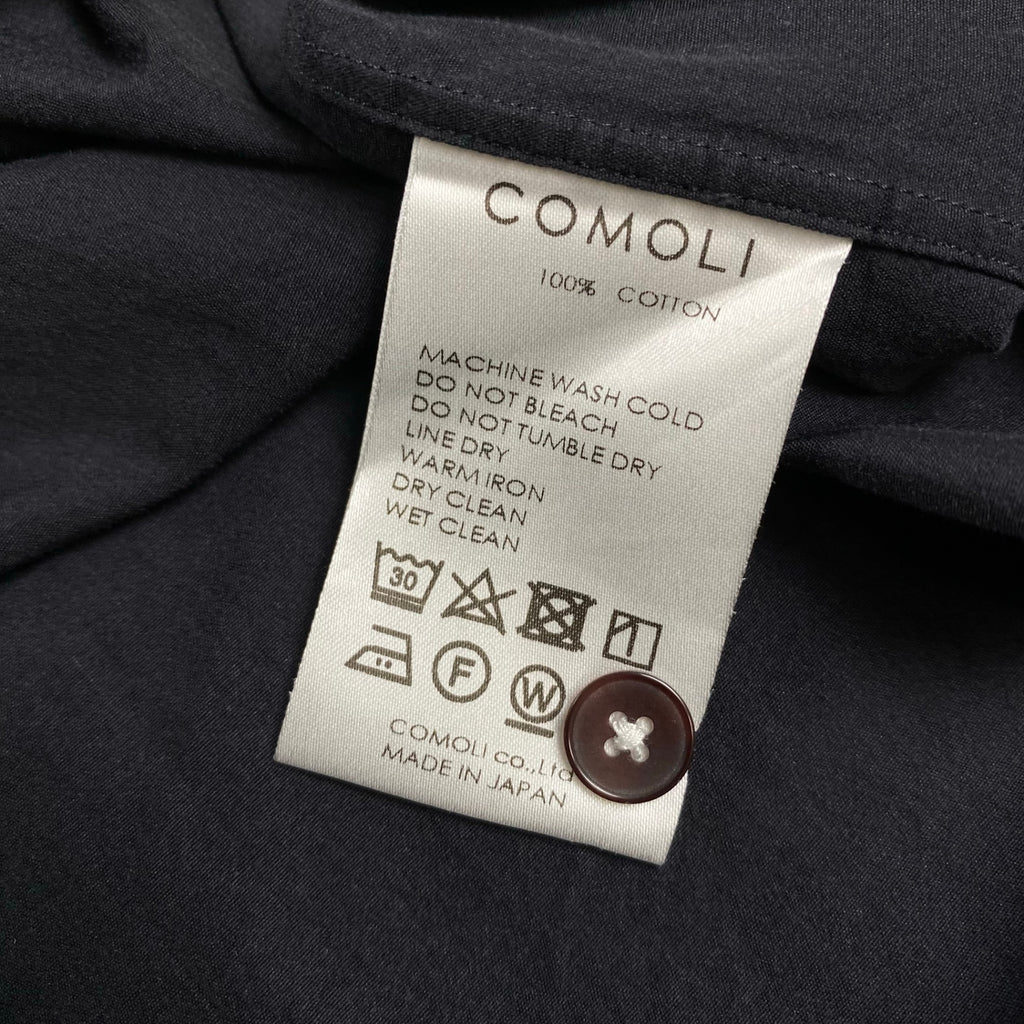 COMOLI
100% COTTON
MACHINE WASH COLD
DO NOT BLEACH
DO NOT TUMBLE DRY
LINE DRY
WARM IRON
DRY CLEAN
WET CLEAN
30
F W
COMOLI co.,Ltd
MADE IN JAPAN